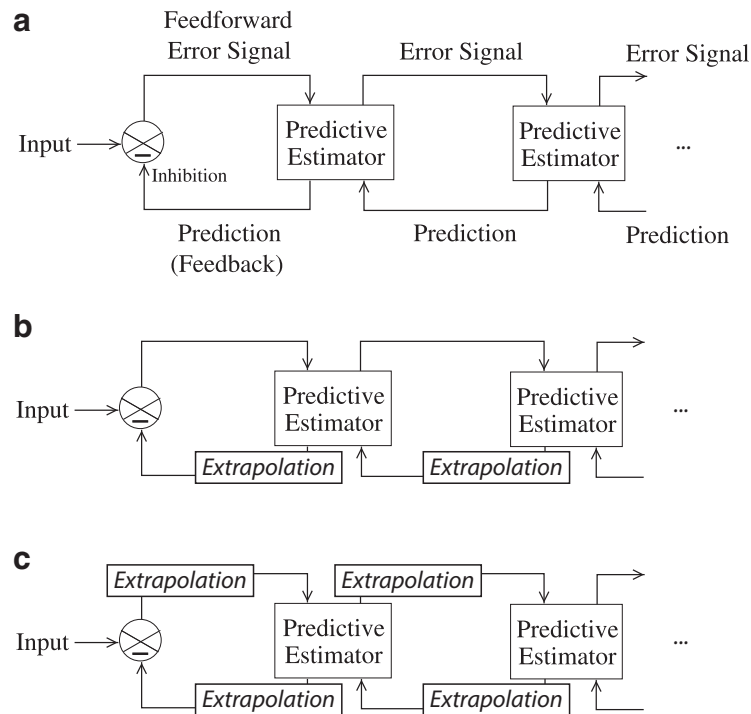 a
Feedforward
Error Signal
Error Signal
Error Signal
Input
Predictive
Estimator
Predictive
Estimator
...
Inhibition
Prediction
(Feedback)
Prediction
Prediction
b
Input
Predictive
Estimator
Predictive
Estimator
...
Extrapolation
Extrapolation
c
Extrapolation
Extrapolation
Input
Predictive
Estimator
Predictive
Estimator
...
Extrapolation
Extrapolation